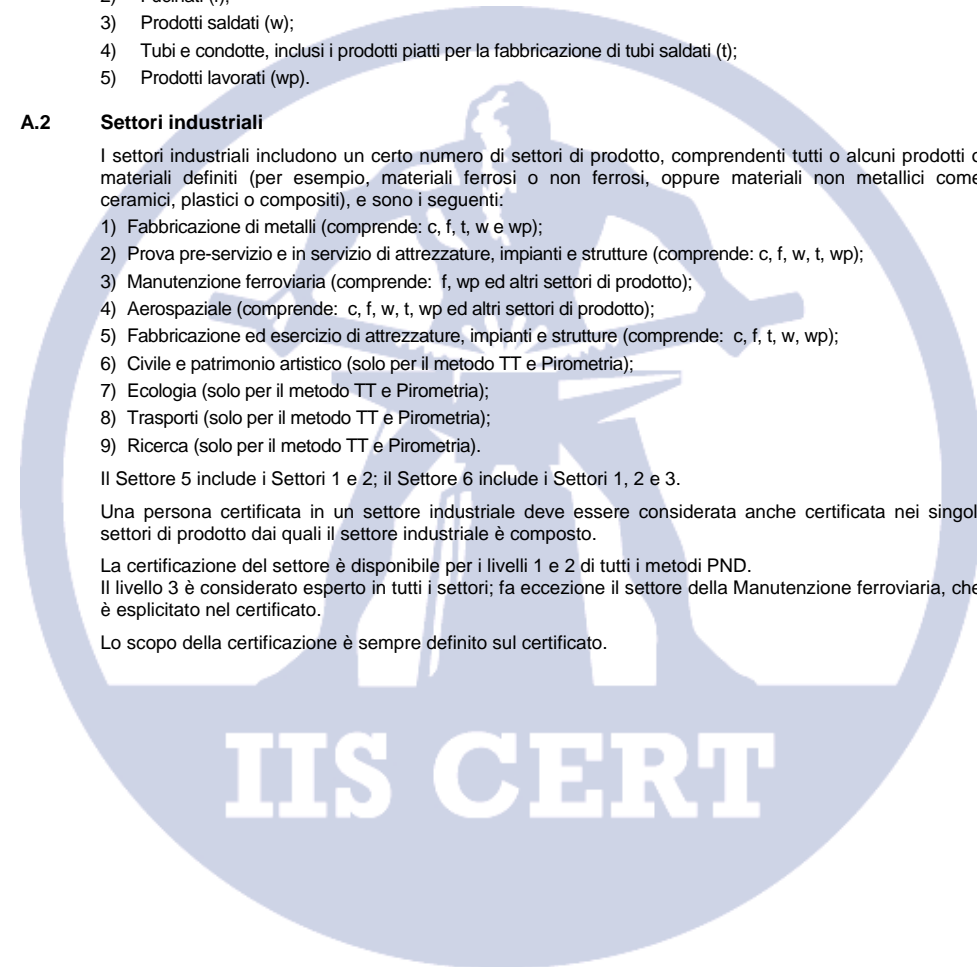 3) Prodotti saldati (w);
4) Tubi e condotte, inclusi i prodotti piatti per la fabbricazione di tubi saldati (t);
5) Prodotti lavorati (wp).
A.2 Settori industriali
I settori industriali includono un certo numero di settori di prodotto, comprendenti tutti o alcuni prodotti o
materiali definiti (per esempio, materiali ferrosi o non ferrosi, oppure materiali non metallici come
ceramici, plastici o compositi), e sono i seguenti:
1) Fabbricazione di metalli (comprende: c, f, t, w e wp);
2) Prova pre-servizio e in servizio di attrezzature, impianti e strutture (comprende: c, f, w, t, wp);
3) Manutenzione ferroviaria (comprende: f, wp ed altri settori di prodotto);
4) Aerospaziale (comprende: c, f, w, t, wp ed altri settori di prodotto);
5) Fabbricazione ed esercizio di attrezzature, impianti e strutture (comprende: c, f, t, w, wp);
6) Civile e patrimonio artistico (solo per il metodo TT e Pirometria);
7) Ecologia (solo per il metodo TT e Pirometria);
8) Trasporti (solo per il metodo TT e Pirometria);
9) Ricerca (solo per il metodo TT e Pirometria).
Il Settore 5 include i Settori 1 e 2; il Settore 6 include i Settori 1, 2 e 3.
Una persona certificata in un settore industriale deve essere considerata anche certificata nei singol
settori di prodotto dai quali il settore industriale è composto.
La certificazione del settore è disponibile per i livelli 1 e 2 di tutti i metodi PND.
Il livello 3 è considerato esperto in tutti i settori; fa eccezione il settore della Manutenzione ferroviaria, che
è esplicitato nel certificato.
Lo scopo della certificazione è sempre definito sul certificato.
IIS CERT